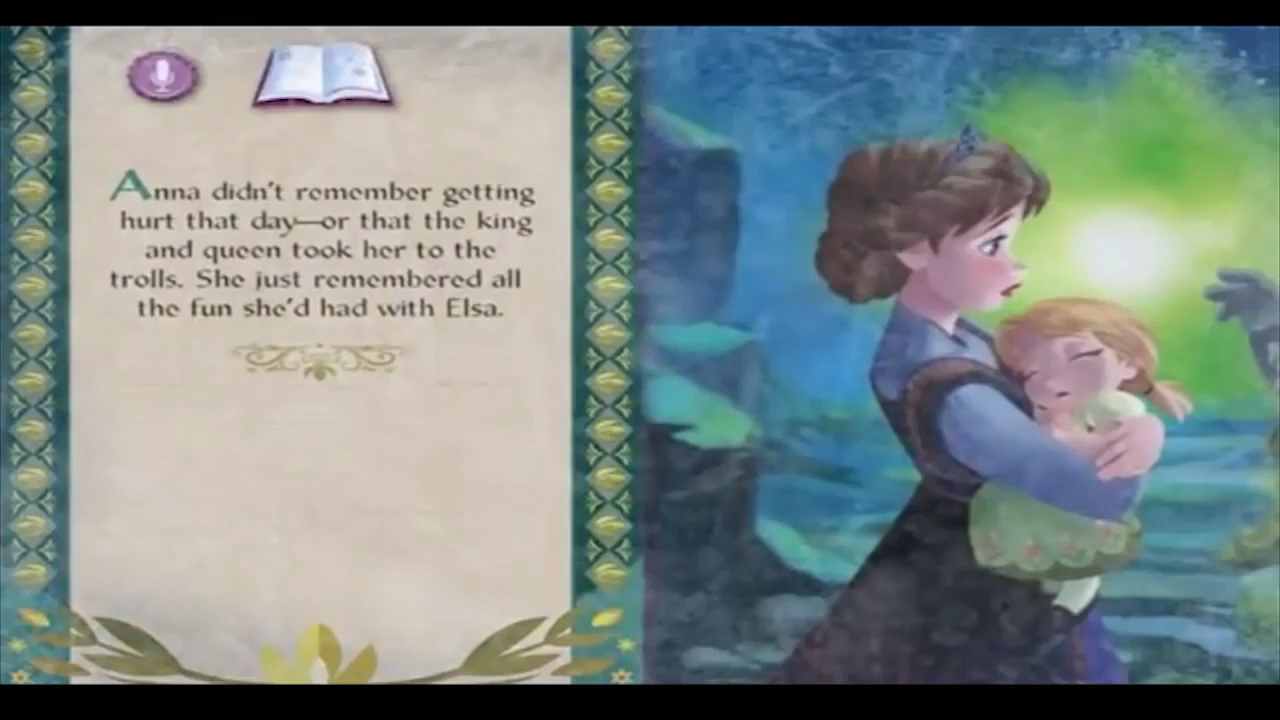 Anna didn't remember getting
hurt that day—or that the king
and queen took her to the
trolls. She just remembered all
the fun she'd had with Elsa.